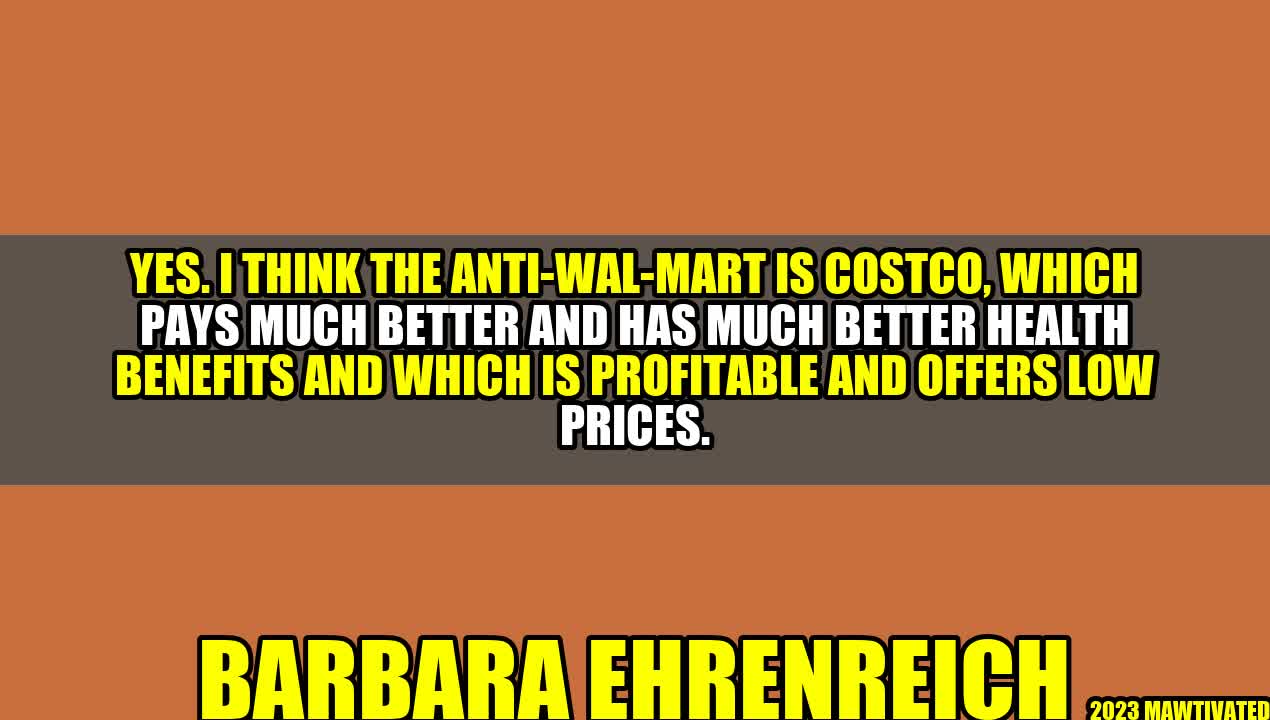 YES. I THINK THE ANTI-WAL-MART IS COSTCO, WHICH
PAYS MUCH BETTER AND HAS MUCH BETTER HEALTH
BENEFITS AND WHICH IS PROFITABLE AND OFFERS LOW
PRICES.
BARBARA EHRENREICH
2023 MAWTIVATED